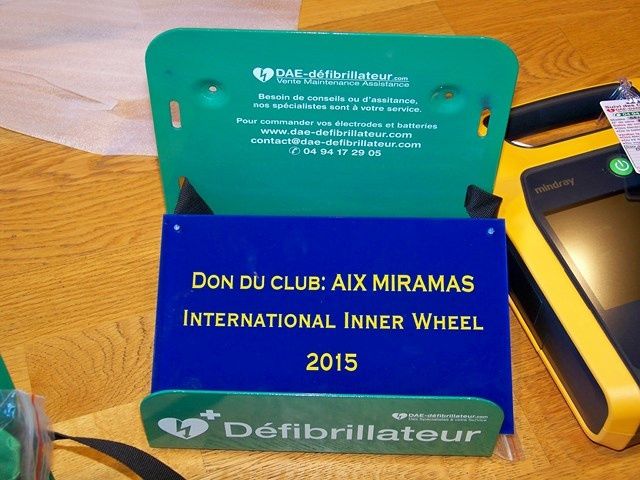 DAE-défibrillateur.com
Vente Maintenance Assistance
Besoin de conseils ou d'assitance,
nos spécialistes sont à votre service.
Pour commander vos électrodes et batteries
www.dae-defibrillateur.com
contact@dae-defibrillateur.com
✆ 04 94 17 29 05
mindray
DON DU CLUB: AIX MIRAMAS
INTERNATIONAL INNER WHEEL
2015
DAE-défibrillateur.com
Défibrillateur